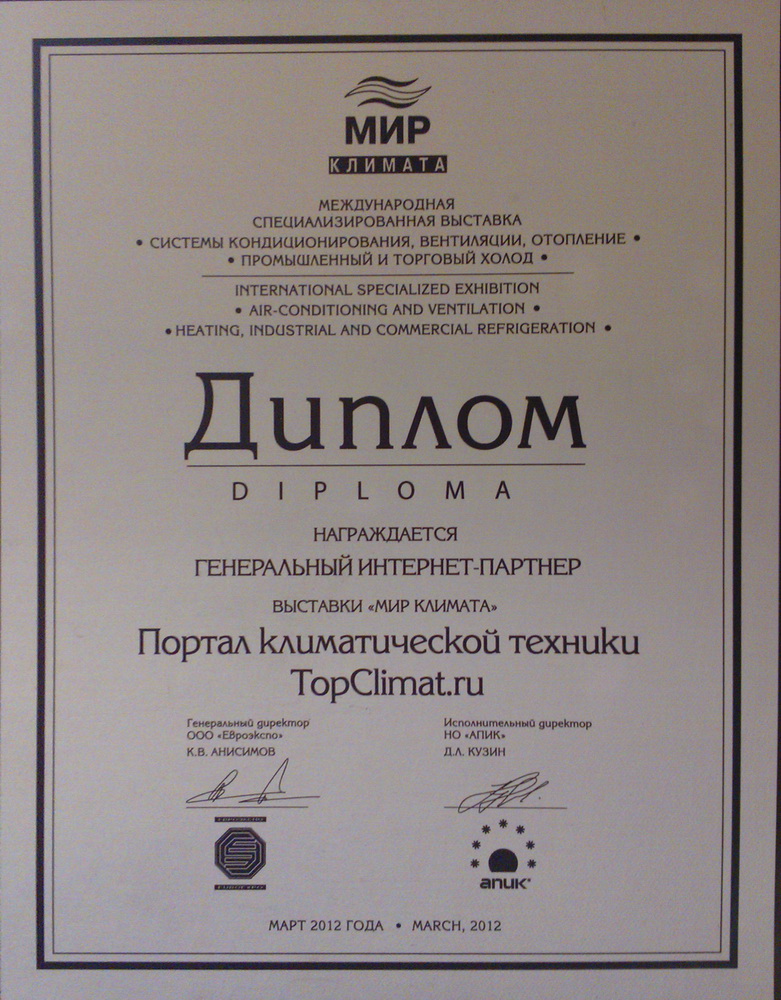 МИР
КЛИМАТА
МЕЖДУНАРОДНАЯ
СПЕЦИАЛИЗИРОВАННАЯ ВЫСТАВКА
• СИСТЕМЫ КОНДИЦИОНИРОВАНИЯ, ВЕНТИЛЯЦИИ, ОТОПЛЕНИЕ •
• ПРОМЫШЛЕННЫЙ И ТОРГОВЫЙ ХОЛОД •
INTERNATIONAL SPECIALIZED EXHIBITION
• AIR-CONDITIONING AND VENTILATION •
• HEATING, INDUSTRIAL AND COMMERCIAL REFRIGERATION •
Диплом
DIPLOMA
НАГРАЖДАЕТСЯ
ГЕНЕРАЛЬНЫЙ ИНТЕРНЕТ-ПАРТНЕР
ВЫСТАВКИ «МИР КЛИМАТА»
Портал климатической техники
TopClimat.ru
Генеральный директор
ООО «Евроэкспо»
К.В. АНИСИМОВ
Исполнительный директор
НО «АПИК»
Д.Л. КУЗИН
ЕВРОЭКСПО
EUROEXPO
апик
МАРТ 2012 ГОДА • MARCH, 2012